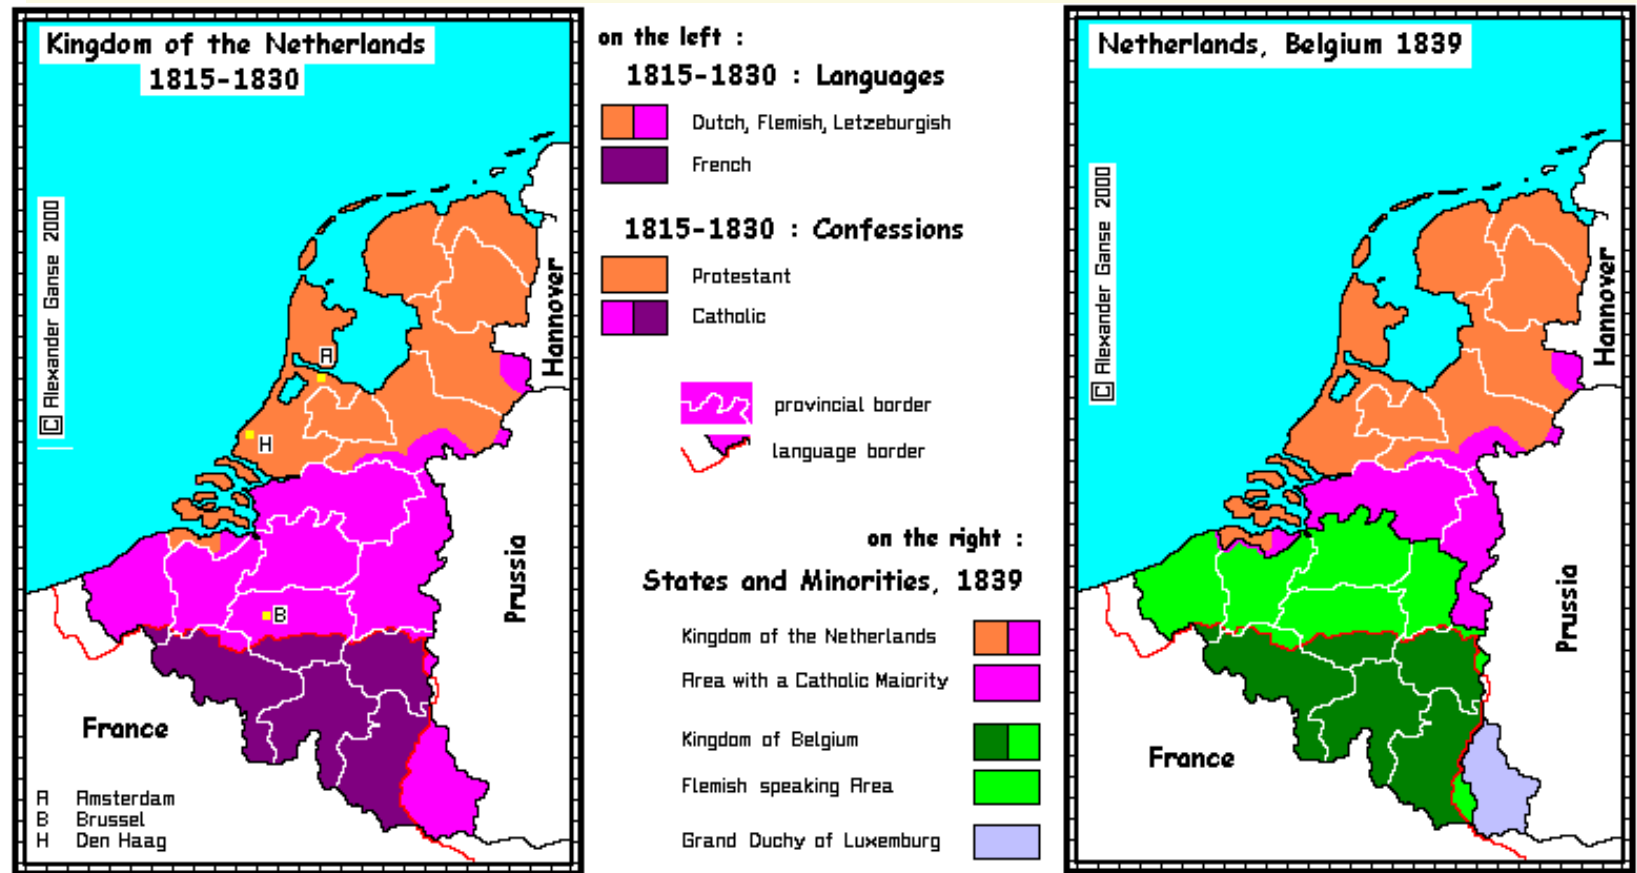 Kingdom of the Netherlands
1815-1830
© Alexander Ganse 2000
Hannover
A
H
B
Prussia
France
A Amsterdam
B Brussel
H Den Haag
on the left :
1815-1830 : Languages
Dutch, Flemish, Letzeburgish
French
1815-1830 : Confessions
Protestant
Catholic
provincial border
language border
on the right :
States and Minorities, 1839
Kingdom of the Netherlands
Area with a Catholic Maiority
Kingdom of Belgium
Flemish speaking Area
Grand Duchy of Luxemburg
Netherlands, Belgium 1839
© Alexander Ganse 2000
Hannover
Prussia
France